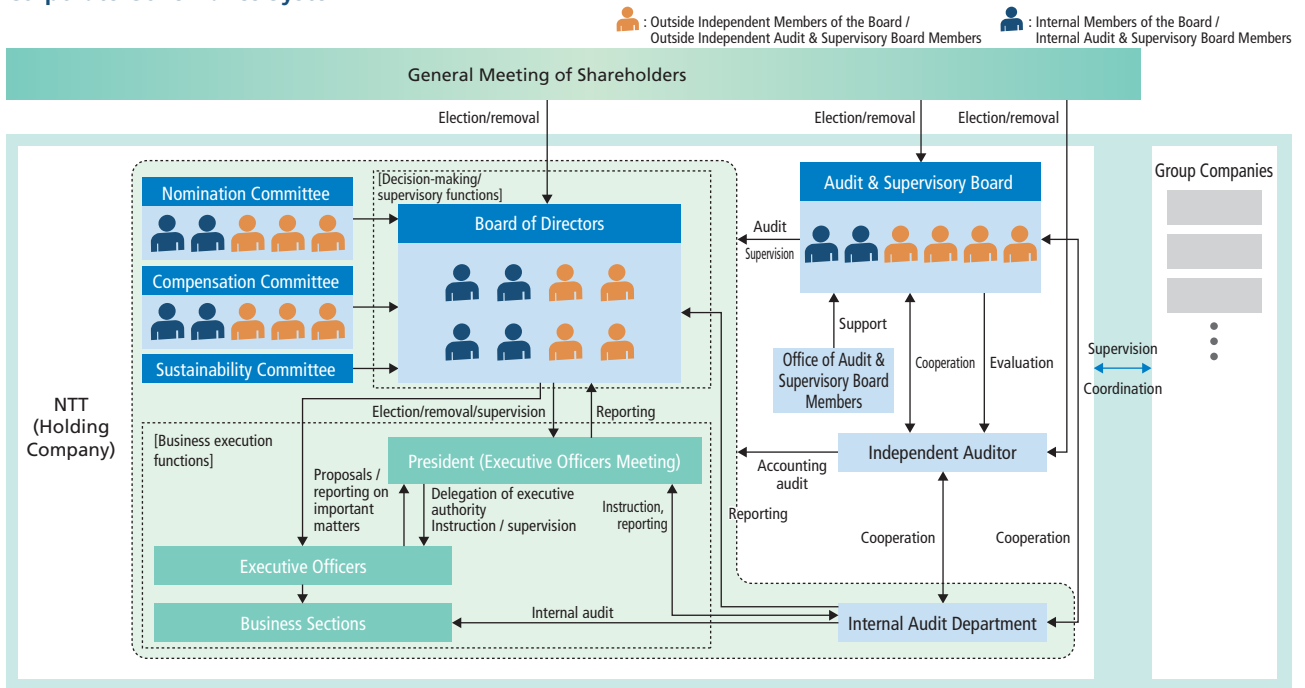 : Outside Independent Members of the Board /
Outside Independent Audit & Supervisory Board Members
: Internal Members of the Board /
Internal Audit & Supervisory Board Members
General Meeting of Shareholders
Election/removal
Election/removal
Election/removal
NTT
(Holding
Company)
Nomination Committee
Compensation Committee
Sustainability Committee
[Decision-making/
supervisory functions]
Board of Directors
Audit & Supervisory Board
Audit
Supervision
Support
Office of Audit &
Supervisory Board
Members
Cooperation
Evaluation
Group Companies
Supervision
Coordination
Election/removal/supervision
Reporting
[Business execution
functions]
President (Executive Officers Meeting)
Proposals /
reporting on
important
matters
Delegation of executive
authority
Instruction / supervision
Instruction,
reporting
Reporting
Accounting
audit
Independent Auditor
Cooperation
Cooperation
Executive Officers
Business Sections
Internal audit
Internal Audit Department